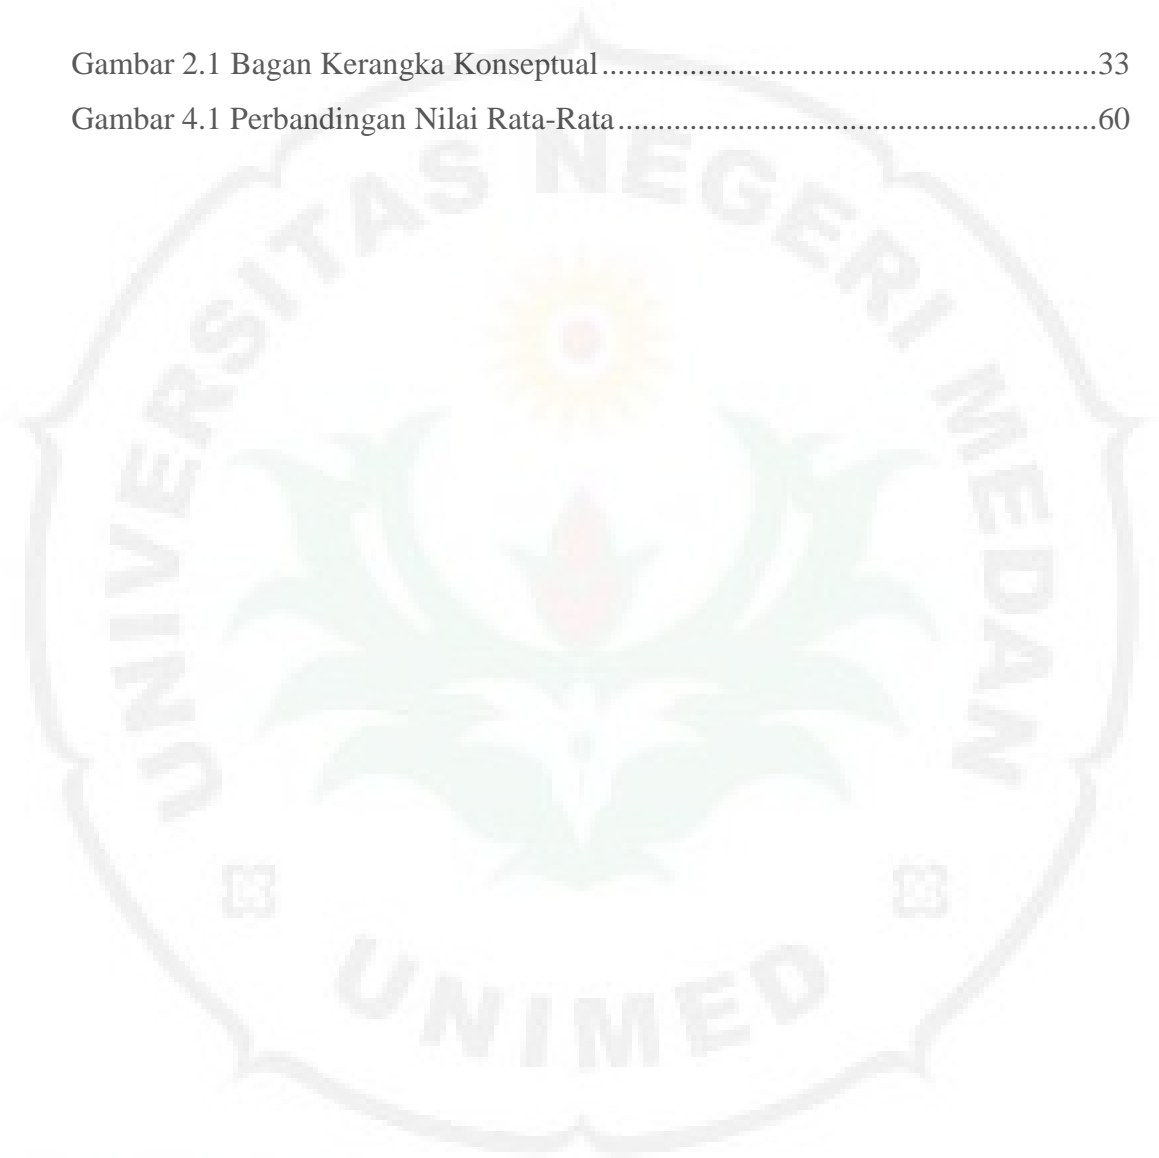 Gambar 2.1 Bagan Kerangka Konseptual..............................................................33
Gambar 4.1 Perbandingan Nilai Rata-Rata............................................................60
UNIVERSITAS NEGERI MEDAN
UNIMED